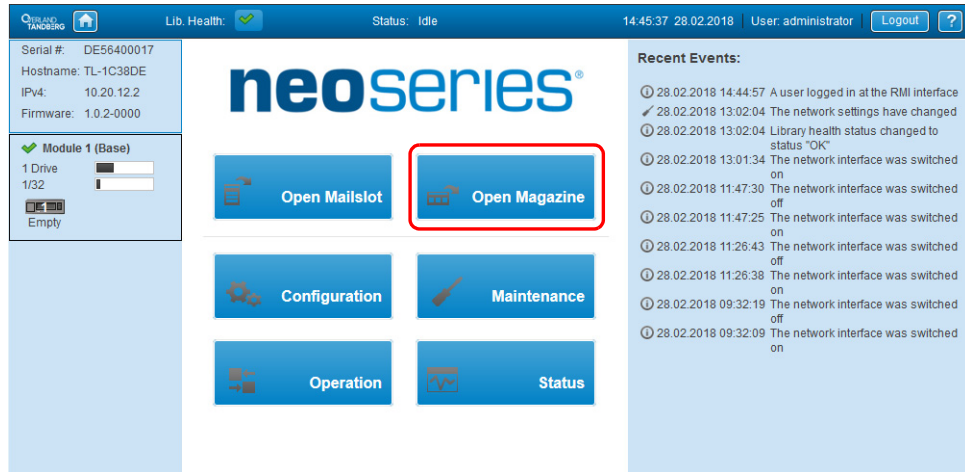 OVERLAND TANDBERG Lib. Health: Status: Idle 14:45:37 28.02.2018 User: administrator Logout ?
Serial #: DE56400017
Hostname: TL-1C38DE
IPv4: 10.20.12.2
Firmware: 1.0.2-0000
Module 1 (Base)
1 Drive
1/32
1
Empty
neoseries®
Open Mailslot
Open Magazine
Configuration
Maintenance
Operation
Status
Recent Events:
28.02.2018 14:44:57 A user logged in at the RMI interface
28.02.2018 13:02:04 The network settings have changed
28.02.2018 13:02:04 Library health status changed to
status "OK"
28.02.2018 13:01:34 The network interface was switched
on
28.02.2018 11:47:30 The network interface was switched
off
28.02.2018 11:47:25 The network interface was switched
on
28.02.2018 11:26:43 The network interface was switched
off
28.02.2018 11:26:38 The network interface was switched
on
28.02.2018 09:32:19 The network interface was switched
off
28.02.2018 09:32:09 The network interface was switched
on